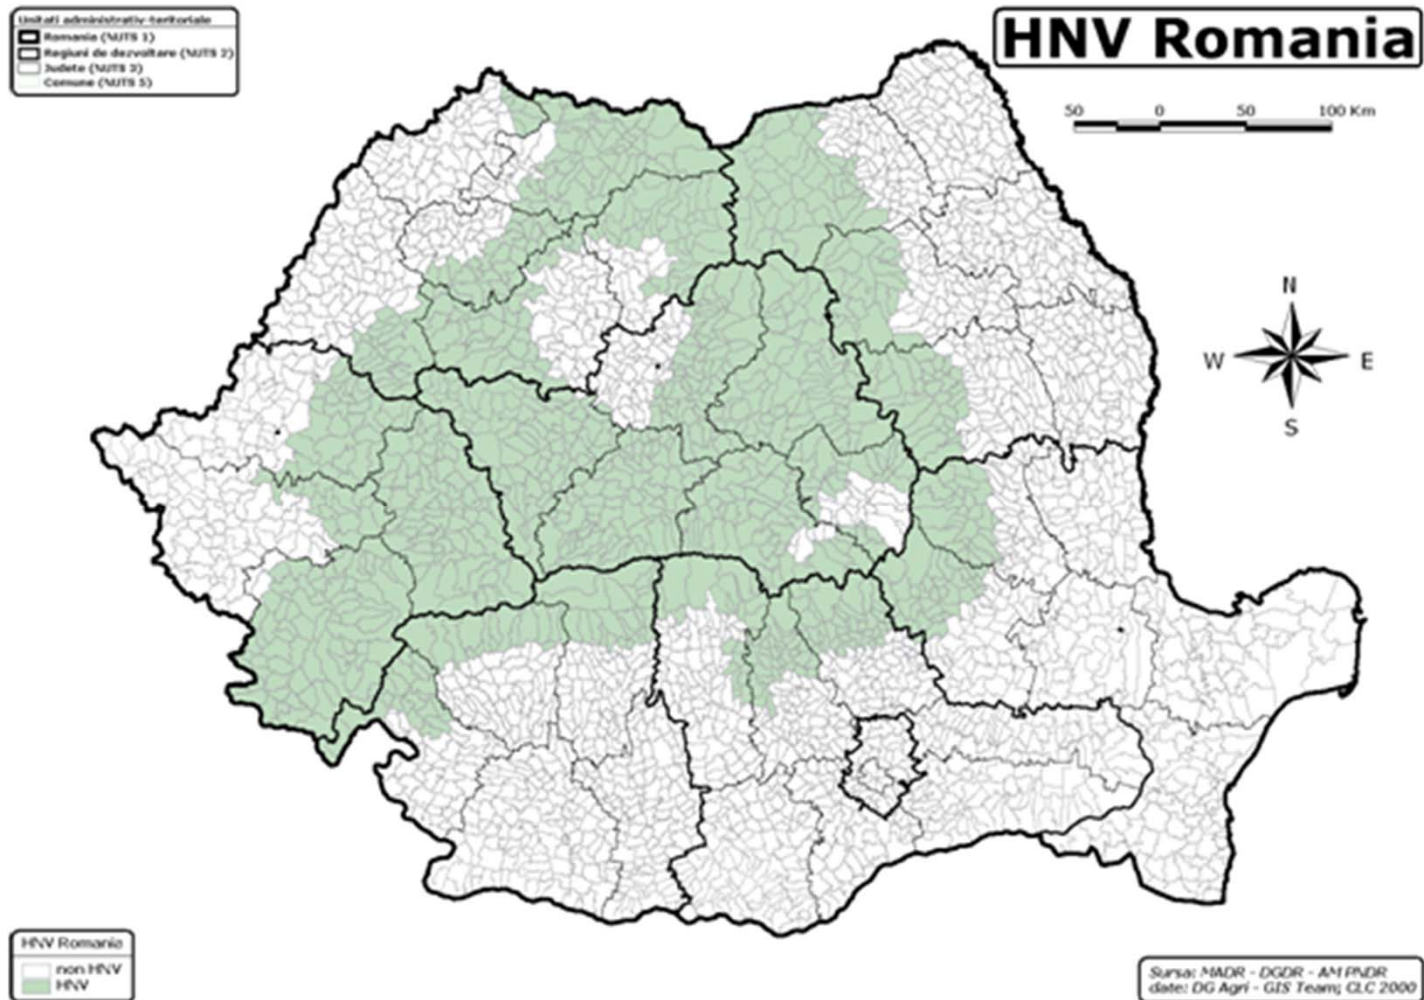 Unitati administrativ-teritoriale
Romania (NUTS 1)
Regiuni de dezvoltare (NUTS 2)
Judete (NUTS 3)
Comune (NUTS 5)
HNV Romania
50 0 50 100 Km
N
W E
S
HNV Romania
non HNV
HNV
Sursa: MADR - DGDR - AM PNDR
date: DG Agri - GIS Team; CLC 2000